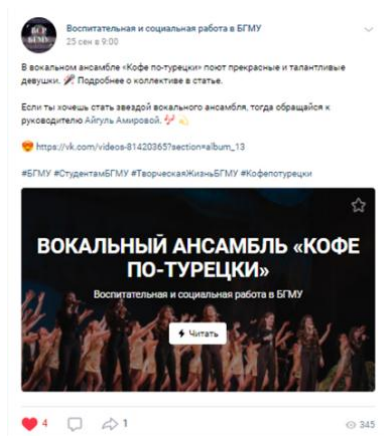 ВСР
БГМУ
Воспитательная и социальная работа в БГМУ
25 сен в 9:00
В вокальном ансамбле «Кофе по-турецки» поют прекрасные и талантливые
девушки. 🎤 Подробнее о коллективе в статье.
Если ты хочешь стать звездой вокального ансамбля, тогда обращайся к
руководителю Айгуль Амировой.
https://vk.com/videos-81420365?section=album_13
#БГМУ #СтудентамБГМУ #ТворческаяЖизньБГМУ #Кофепотурецки
ВОКАЛЬНЫЙ АНСАМБЛЬ «КОФЕ
ПО-ТУРЕЦКИ»
Воспитательная и социальная работа в БГМУ
Читать
4
1
345